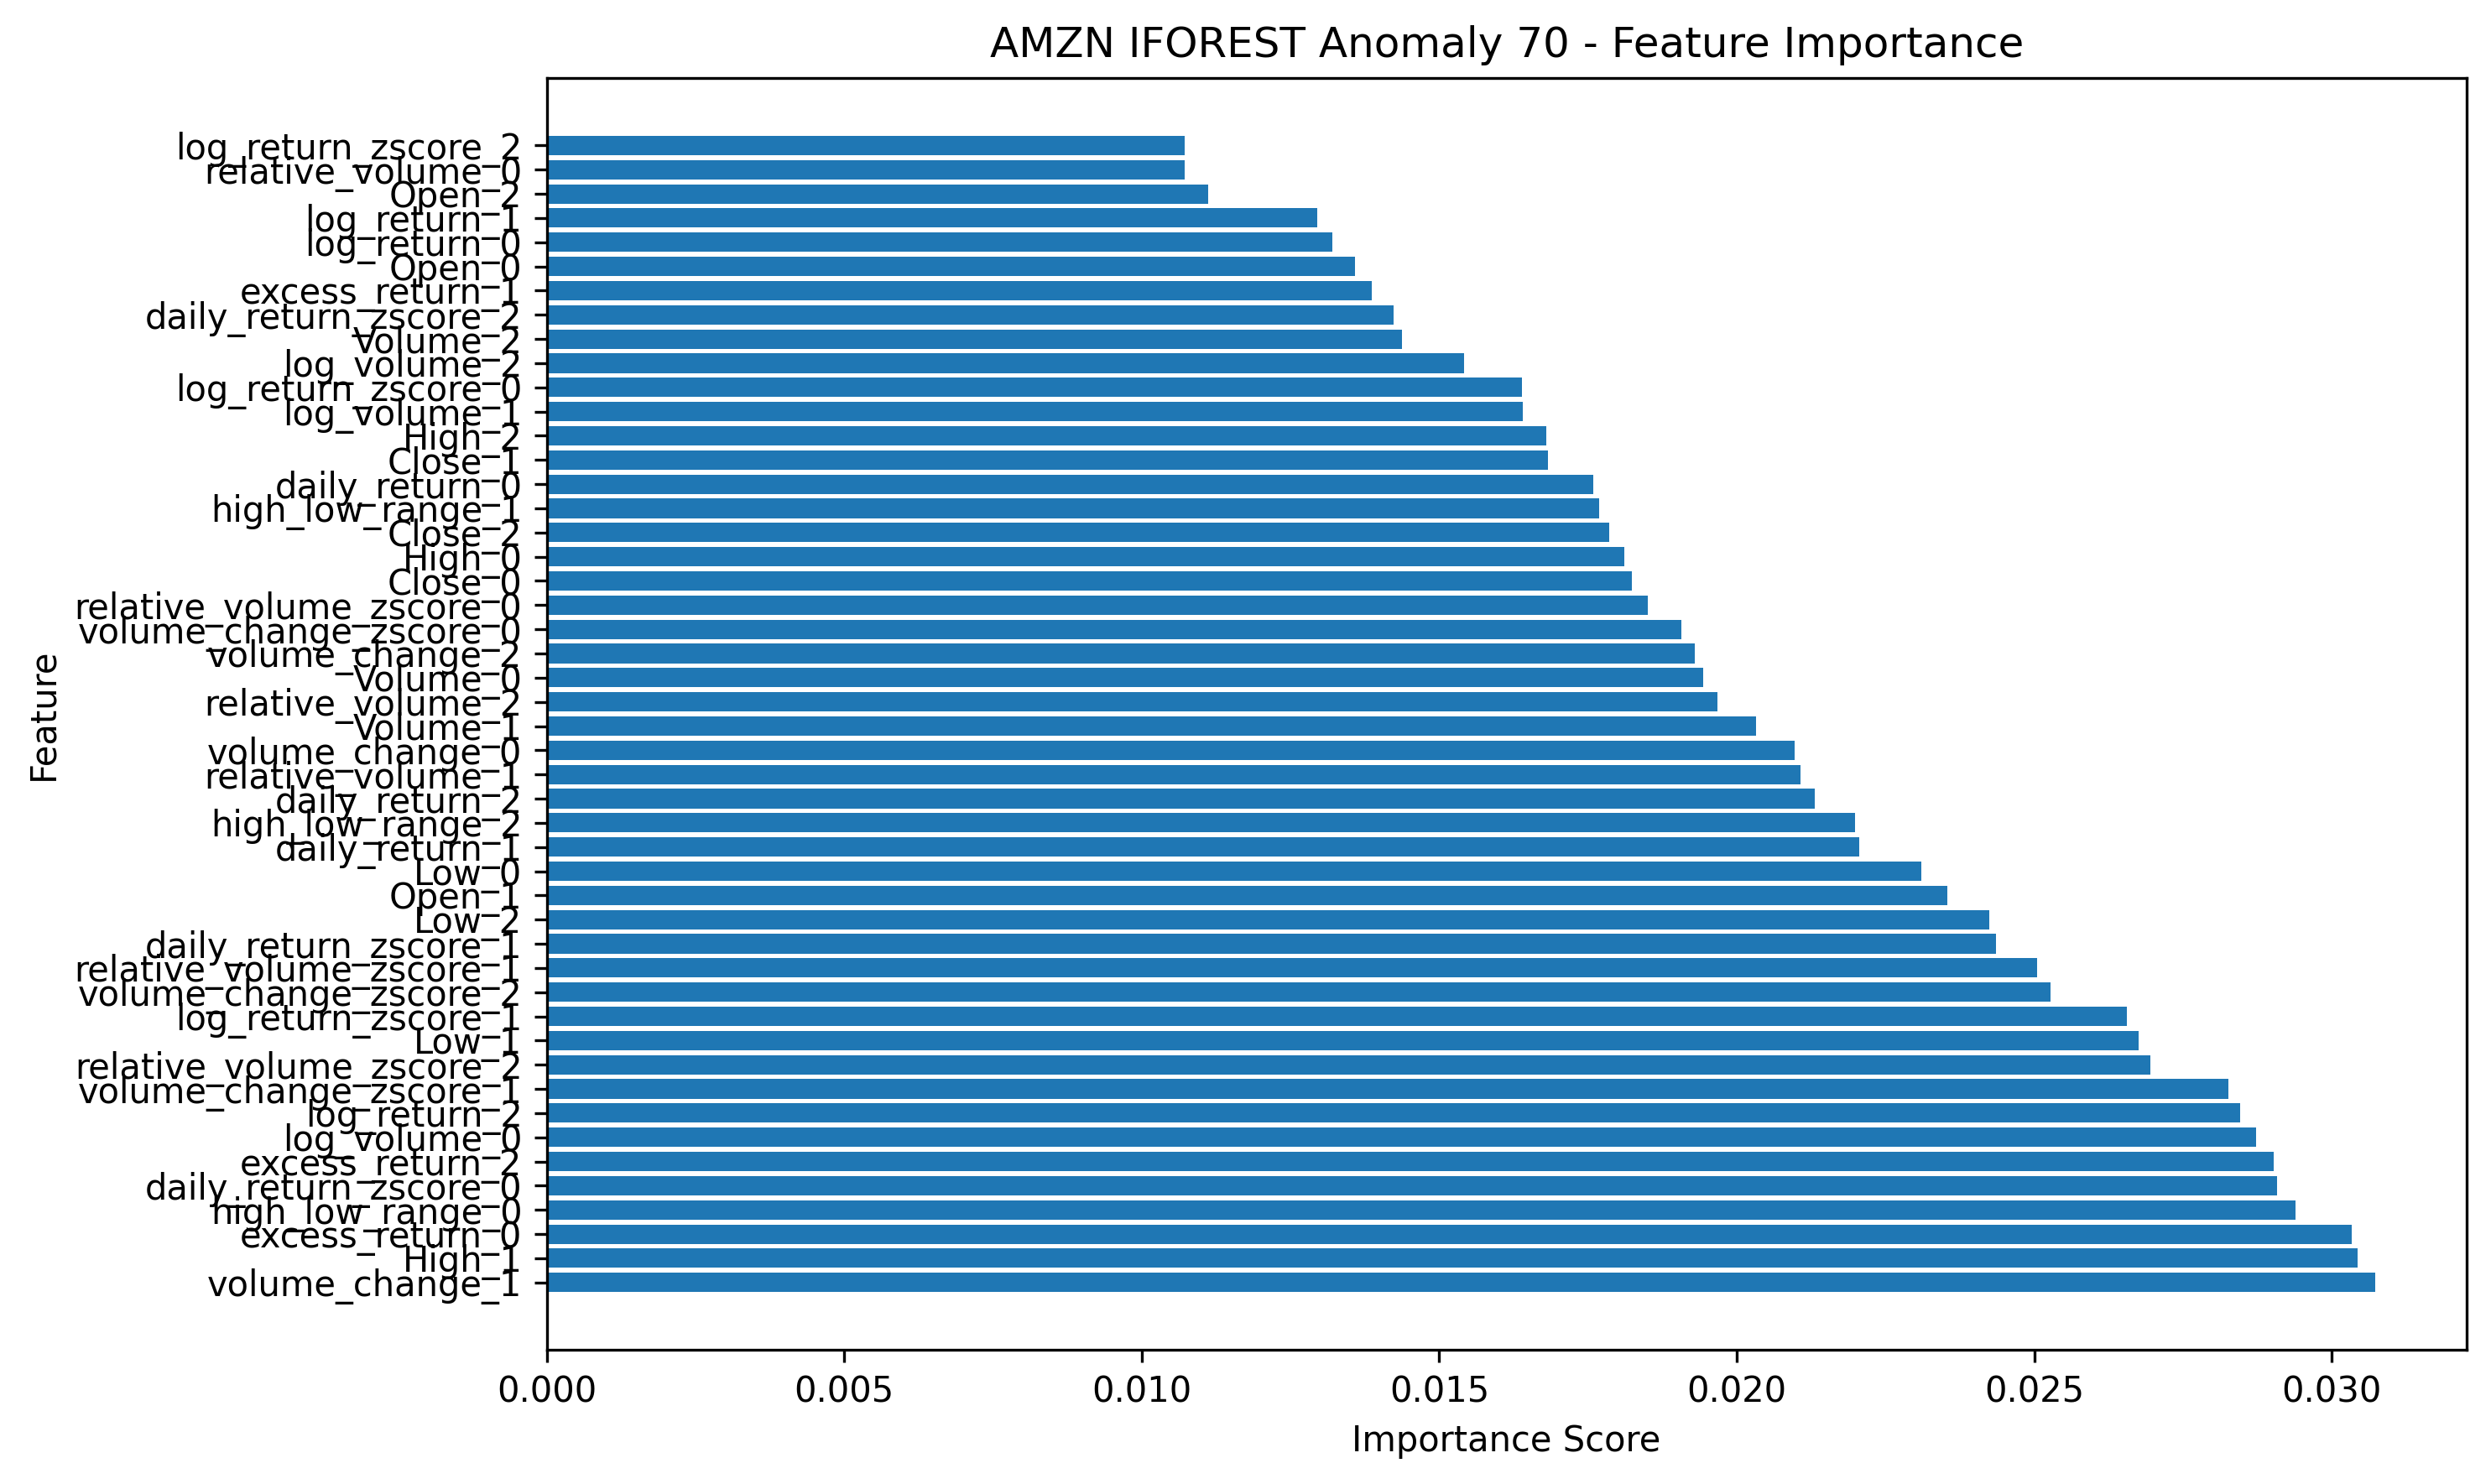 AMZN IFOREST Anomaly 70 - Feature Importance
log_return_zscore_2
relative_volume_0
Open_2
log_return_1
log_return_0
Open_0
excess_return_1
daily_return_zscore_2
Volume_2
log_volume_2
log_return_zscore_0
log_volume_1
High_2
Close_1
daily_return_0
high_low_range_1
Close_2
High_0
Close_0
relative_volume_zscore_0
volume_change_zscore_0
volume_change_2
Volume_0
relative_volume_2
Volume_1
volume_change_0
relative_volume_1
daily_return_2
high_low_range_2
daily_return_1
Low_0
Open_1
Low_2
daily_return_zscore_1
relative_volume_zscore_1
volume_change_zscore_2
log_return_zscore_1
Low_1
relative_volume_zscore_2
volume_change_zscore_1
log_return_2
log_volume_0
excess_return_2
daily_return_zscore_0
high_low_range_0
excess_return_0
High_1
volume_change_1
Feature
0.000 0.005 0.010 0.015 0.020 0.025 0.030
Importance Score